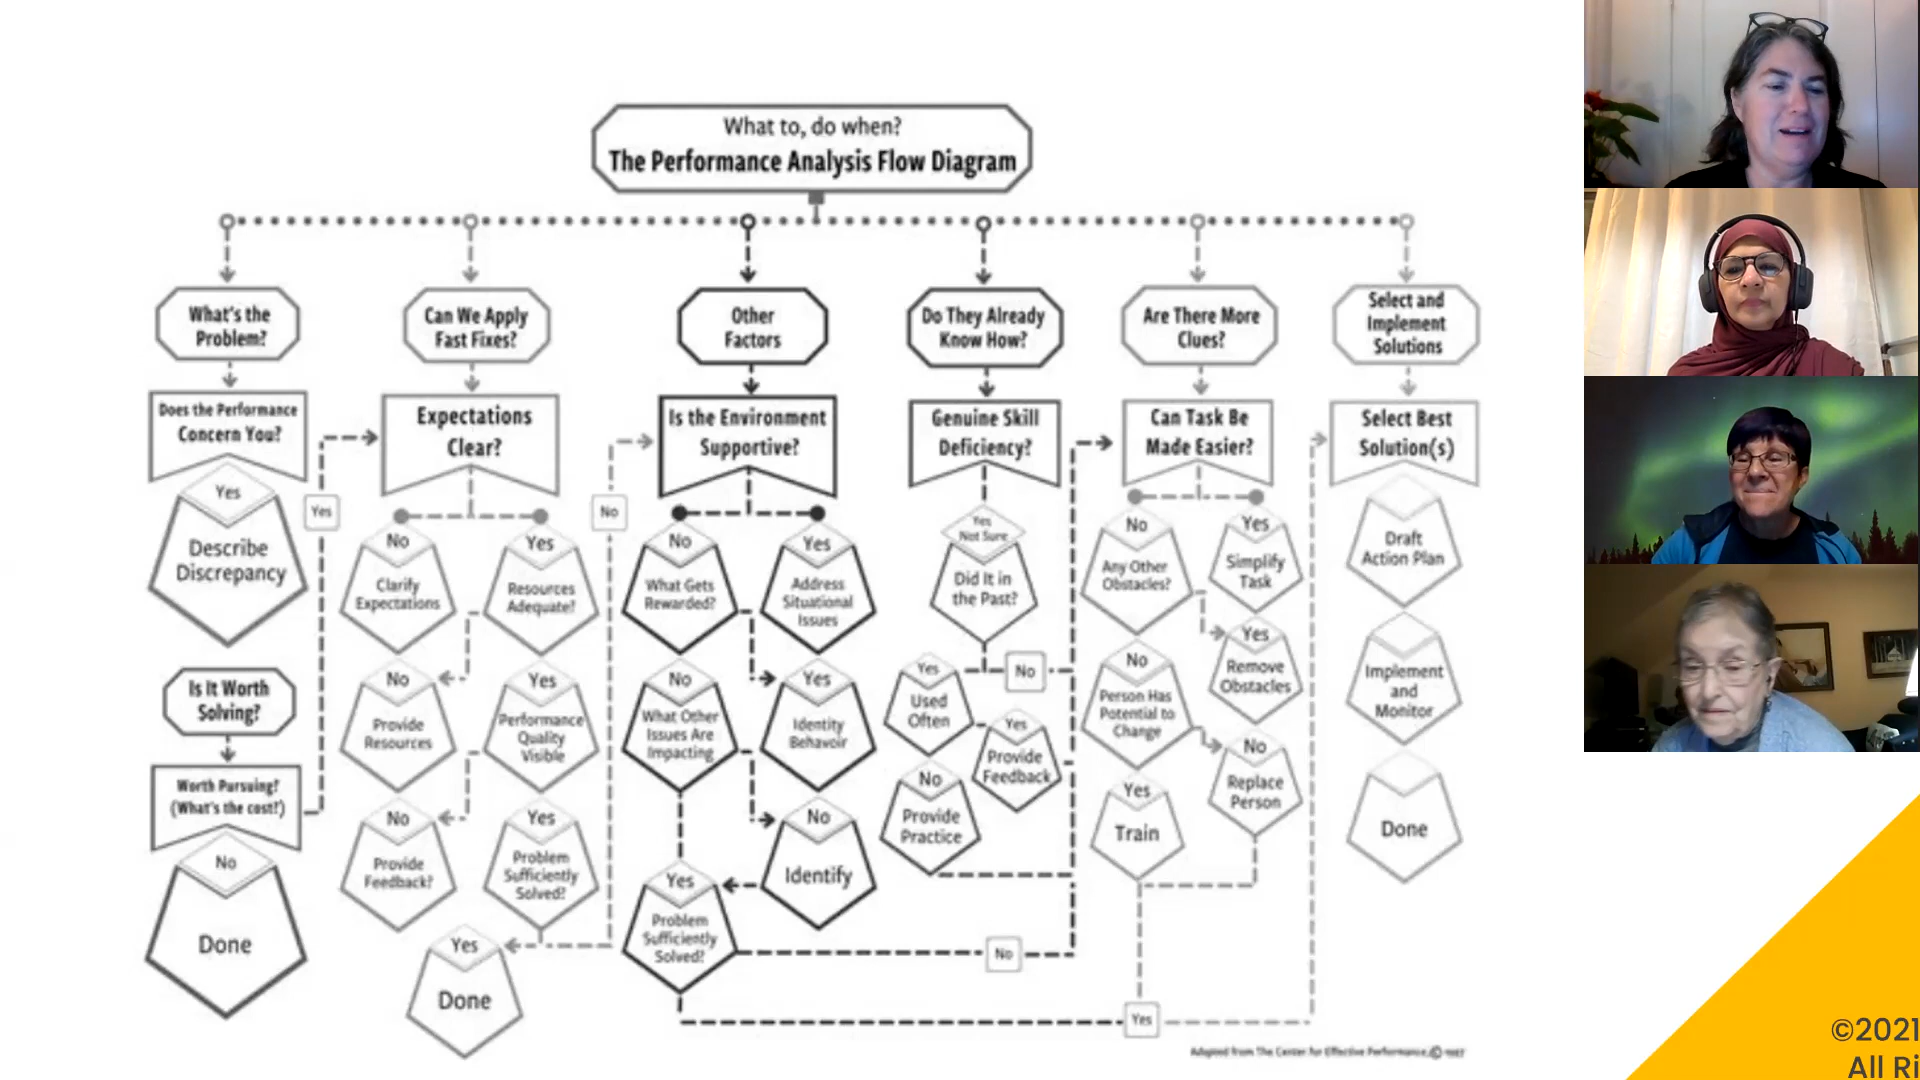 What to, do when?
The Performance Analysis Flow Diagram
What's the
Problem?
Does the Performance
Concern You?
Yes
Describe
Discrepancy
Is It Worth
Solving?
Worth Pursuing?
(What's the cost?)
No
Done
Yes
Can We Apply
Fast Fixes?
Expectations
Clear?
No
Clarify
Expectations
Yes
Resources
Adequate?
No
Provide
Resources
Yes
Performance
Quality
Visible
No
Provide
Feedback?
Yes
Problem
Sufficiently
Solved?
Yes
Done
No
Other
Factors
Is the Environment
Supportive?
No
What Gets
Rewarded?
Yes
Address
Situational
Issues
No
What Other
Issues Are
Impacting
Yes
Identity
Behavoir
No
Identify
Yes
Problem
Sufficiently
Solved?
No
Yes
Do They Already
Know How?
Genuine Skill
Deficiency?
Yes
Not Sure
Did It in
the Past?
No
Yes
Used
Often
Yes
Provide
Feedback
No
Provide
Practice
Are There More
Clues?
Can Task Be
Made Easier?
No
Any Other
Obstacles?
Yes
Simplify
Task
Yes
Remove
Obstacles
No
Person Has
Potential to
Change
No
Replace
Person
Yes
Train
Select and
Implement
Solutions
Select Best
Solution(s)
Draft
Action Plan
Implement
and
Monitor
Done
Adapted from The Center for Effective Performance, © 1987
©2021
All Ri